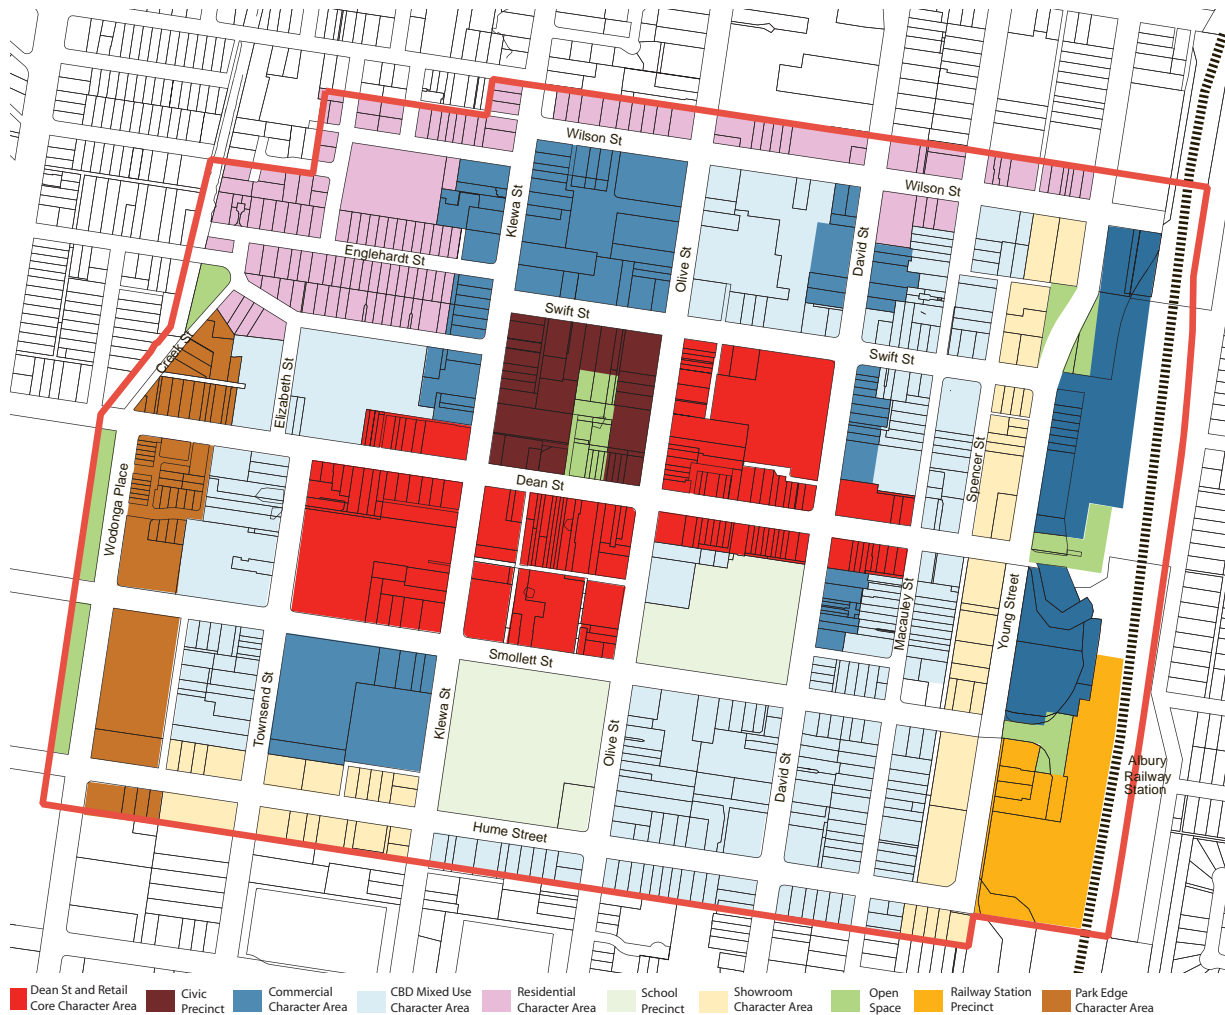 Wilson St
Wilson St
Klewa St
Olive St
David St
Englehardt St
Swift St
Creek St
Elizabeth St
Swift St
Spencer St
Wodonga Place
Dean St
Macauley St
Young Street
Smollett St
Townsend St
Klewa St
Olive St
David St
Albury
Railway
Station
Hume Street
Dean St and Retail
Core Character Area
Civic
Precinct
Commercial
Character Area
CBD Mixed Use
Character Area
Residential
Character Area
School
Precinct
Showroom
Character Area
Open
Space
Railway Station
Precinct
Park Edge
Character Area